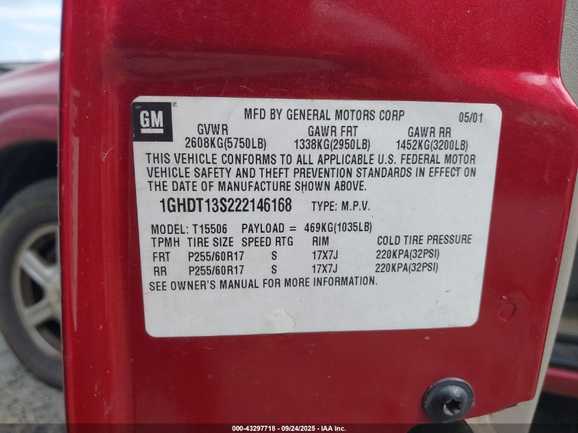 GM
MFD BY GENERAL MOTORS CORP 05/01
GVWR GAWR FRT GAWR RR
2608KG(5750LB) 1338KG(2950LB) 1452KG(3200LB)
THIS VEHICLE CONFORMS TO ALL APPLICABLE U.S. FEDERAL MOTOR
VEHICLE SAFETY AND THEFT PREVENTION STANDARDS IN EFFECT ON
THE DATE OF MANUFACTURE SHOWN ABOVE.
1GHDT13S222146168 TYPE: M.P.V.
MODEL: T15506 PAYLOAD = 469KG(1035LB)
TPMH TIRE SIZE SPEED RTG RIM COLD TIRE PRESSURE
FRT P255/60R17 S 17X7J 220KPA(32PSI)
RR P255/60R17 S 17X7J 220KPA(32PSI)
SEE OWNER'S MANUAL FOR MORE INFORMATION.
000-43297718 - 09/24/2025 - IAA Inc.